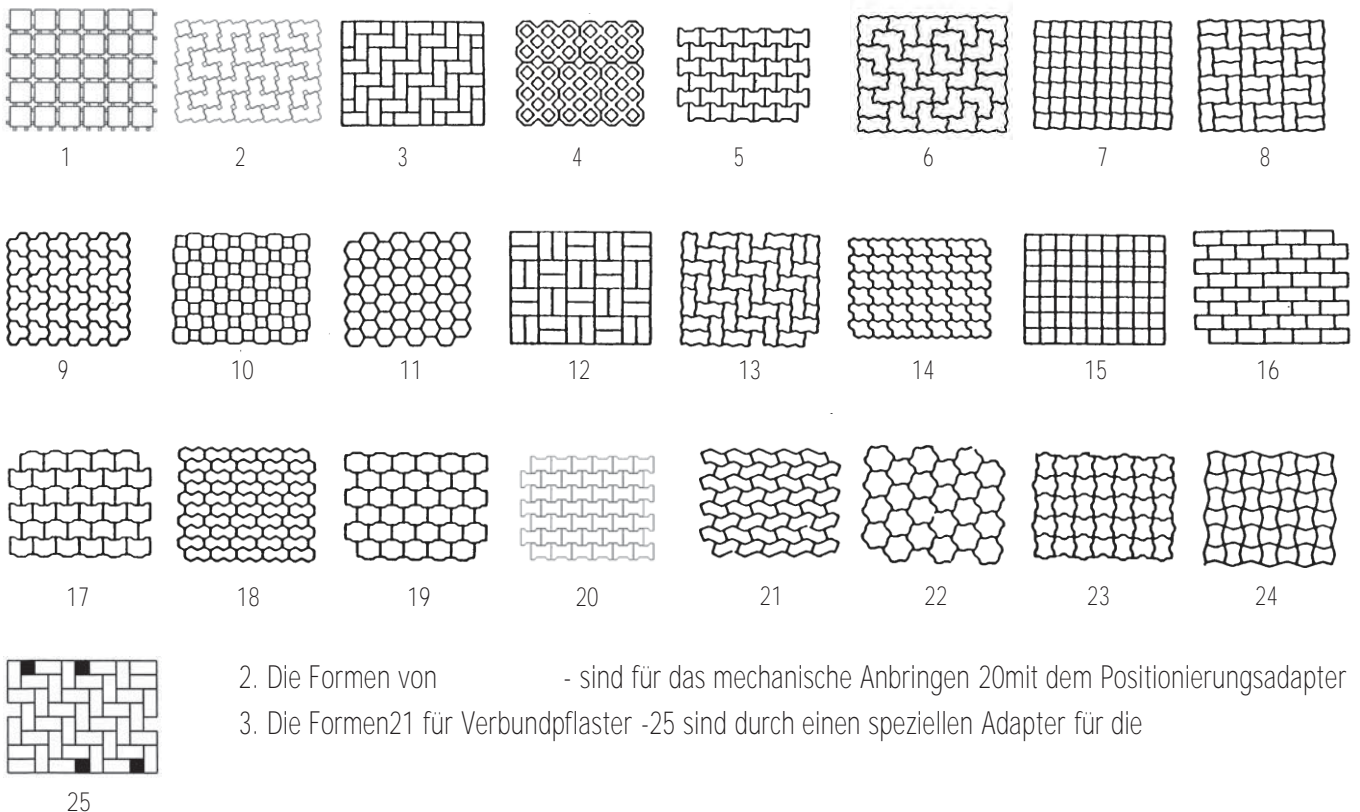 1 2 3 4 5 6 7 8
9 10 11 12 13 14 15 16
17 18 19 20 21 22 23 24
2. Die Formen von - sind für das mechanische Anbringen 20mit dem Positionierungsadapter
3. Die Formen21 für Verbundpflaster -25 sind durch einen speziellen Adapter für die
25